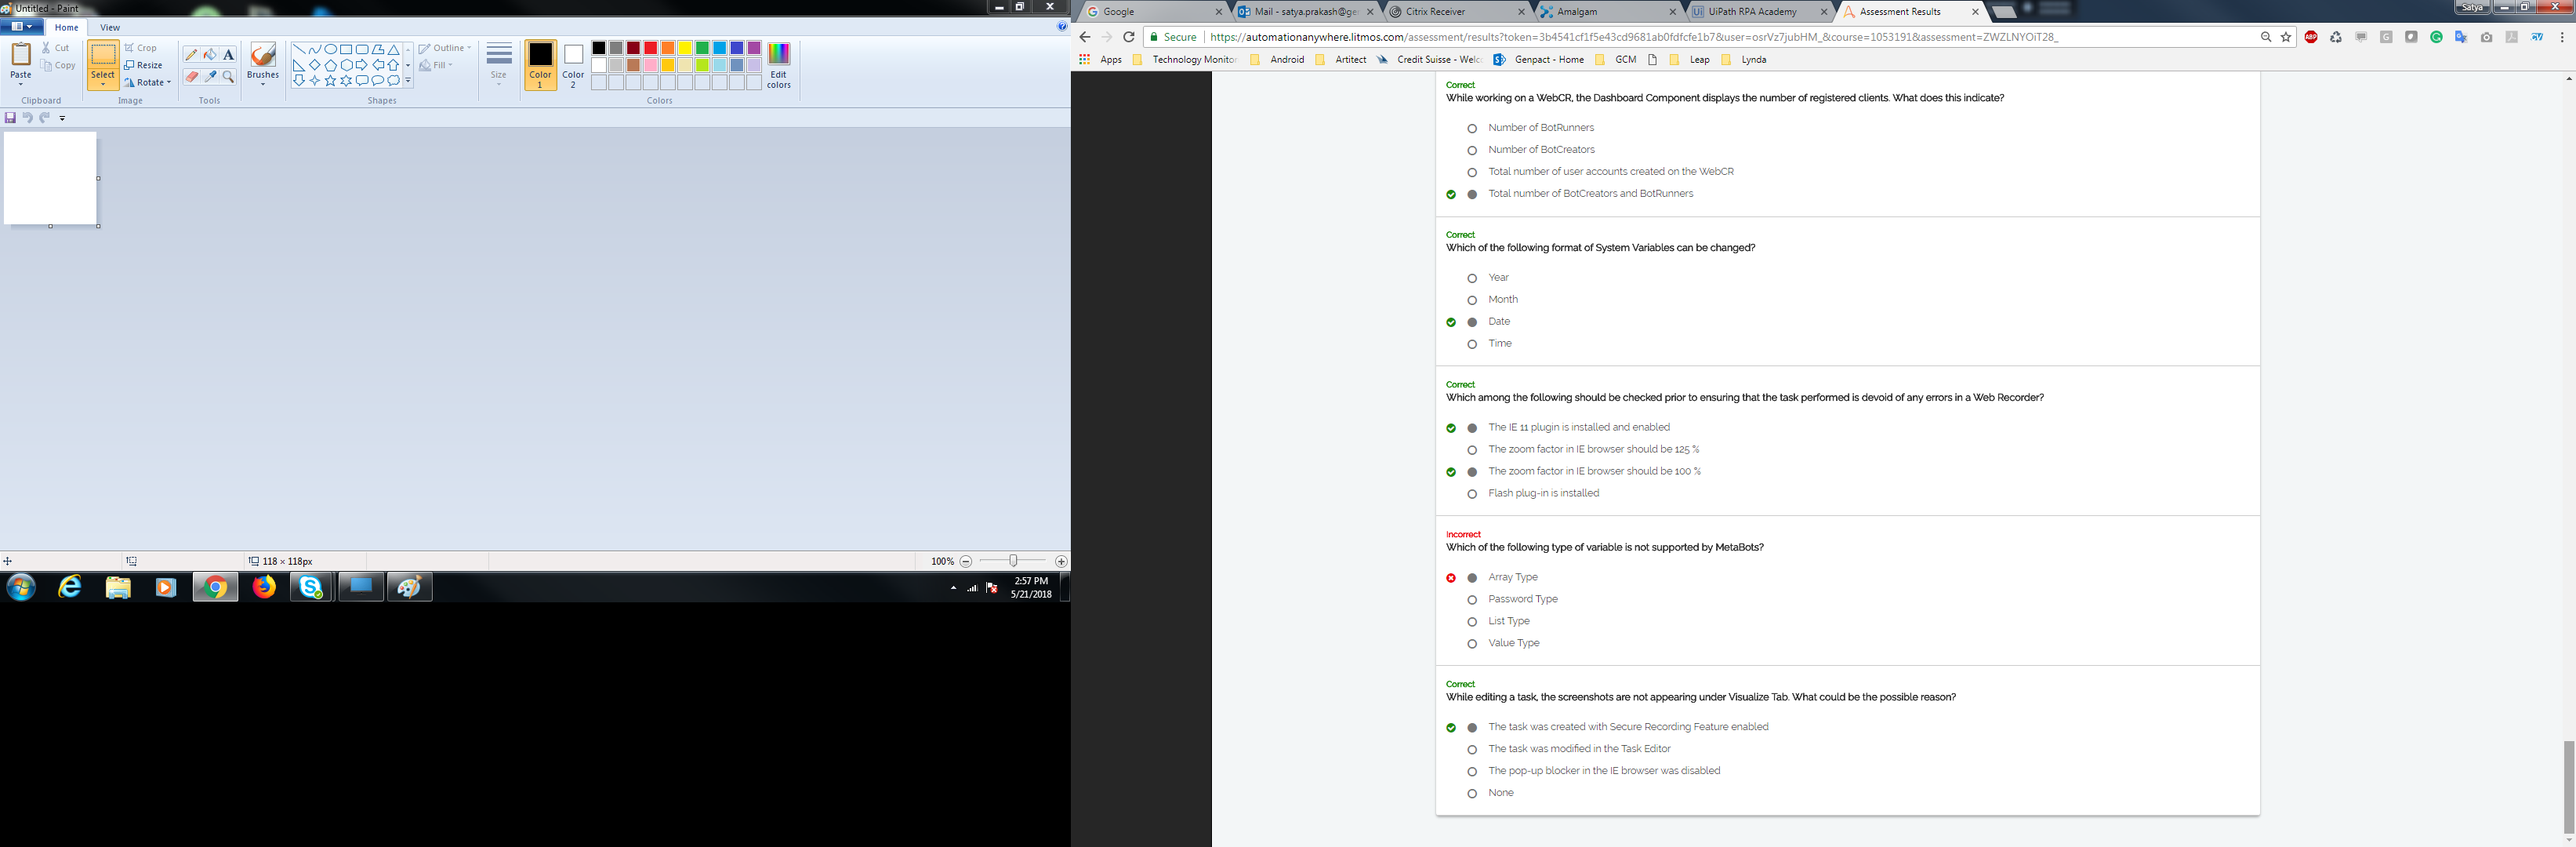 Untitled - Paint
Home View
Paste
Cut
Copy
Clipboard
Select
Crop
Resize
Rotate
Image
Tools
Brushes
Shapes
Outline
Fill
Size
Color 1
Color 2
Edit colors
Colors
118 × 118px
100%
2:57 PM
5/21/2018
Google
Mail - satya.prakash@ge
Citrix Receiver
Amalgam
UiPath RPA Academy
Assessment Results
Satya
Secure https://automationanywhere.litmos.com/assessment/results?token=3b4541cf1f5e43cd9681ab0fdfcfe1b7&user=osrVz7jubHM_&course=1053191&assessment=ZWZLNYOiT28_
Apps Technology Monitor Android Artitect Credit Suisse - Welc Genpact - Home GCM Leap Lynda
Correct
While working on a WebCR, the Dashboard Component displays the number of registered clients. What does this indicate?
Number of BotRunners
Number of BotCreators
Total number of user accounts created on the WebCR
Total number of BotCreators and BotRunners
Correct
Which of the following format of System Variables can be changed?
Year
Month
Date
Time
Correct
Which among the following should be checked prior to ensuring that the task performed is devoid of any errors in a Web Recorder?
The IE 11 plugin is installed and enabled
The zoom factor in IE browser should be 125 %
The zoom factor in IE browser should be 100 %
Flash plug-in is installed
Incorrect
Which of the following type of variable is not supported by MetaBots?
Array Type
Password Type
List Type
Value Type
Correct
While editing a task, the screenshots are not appearing under Visualize Tab. What could be the possible reason?
The task was created with Secure Recording Feature enabled
The task was modified in the Task Editor
The pop-up blocker in the IE browser was disabled
None